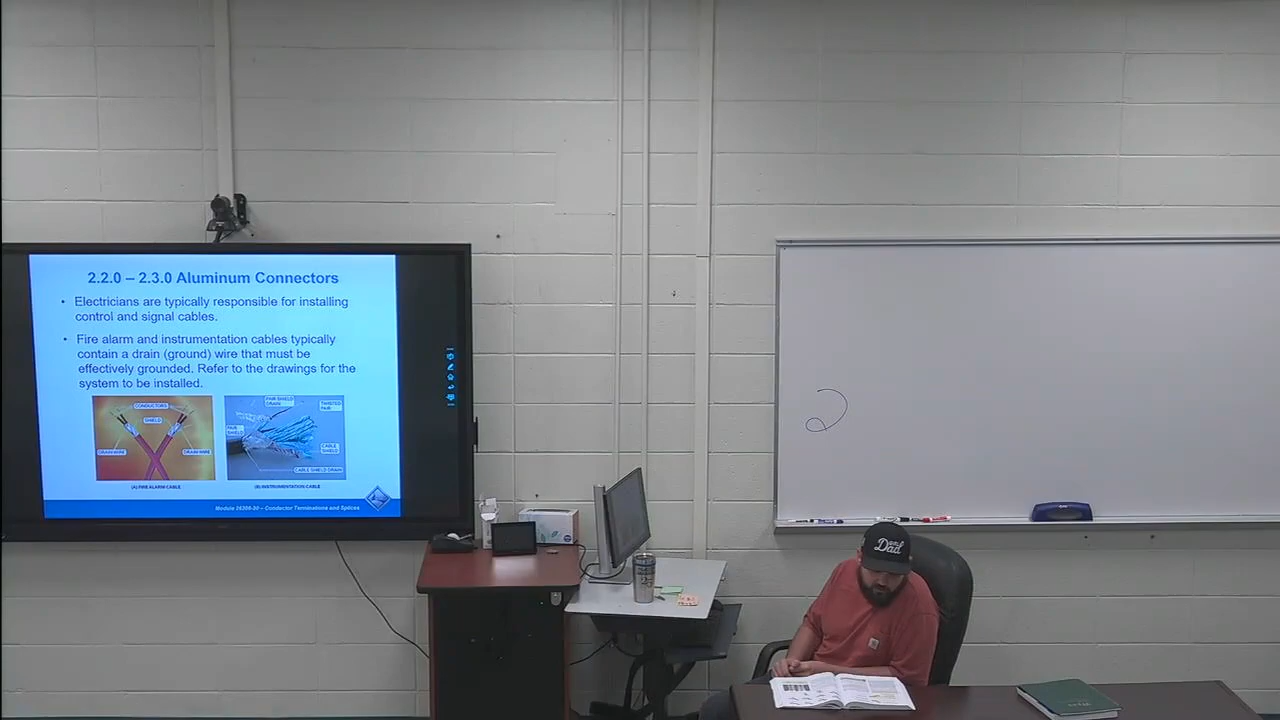 2.2.0 – 2.3.0 Aluminum Connectors
• Electricians are typically responsible for installing
control and signal cables.
• Fire alarm and instrumentation cables typically
contain a drain (ground) wire that must be
effectively grounded. Refer to the drawings for the
system to be installed.
CONDUCTORS
SHIELD
DRAIN WIRE
DRAIN WIRE
(A) FIRE ALARM CABLE
PAIR SHIELD
DRAIN
TWISTED
PAIR
PAIR
SHIELD
CABLE
SHIELD
CABLE SHIELD DRAIN
(B) INSTRUMENTATION CABLE
Module 26306-20 – Conductor Terminations and Splices
2
Dad